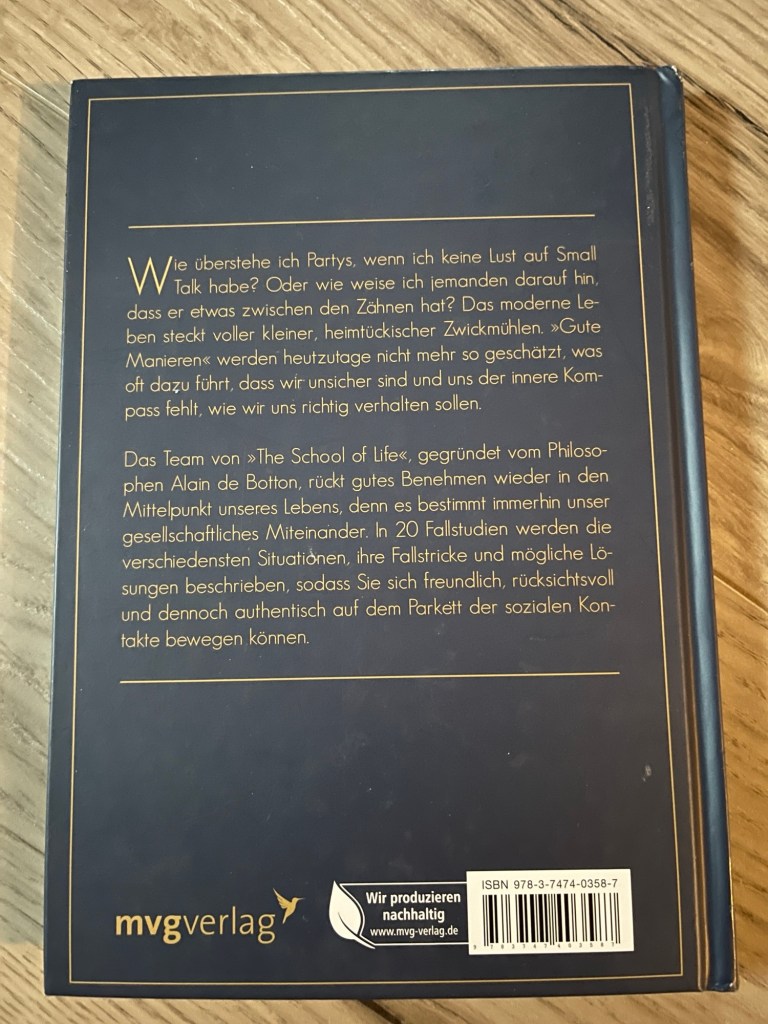 Wie überstehe ich Partys, wenn ich keine Lust auf Small
Talk habe? Oder wie weise ich jemanden darauf hin,
dass er etwas zwischen den Zähnen hat? Das moderne Le-
ben steckt voller kleiner, heimtückischer Zwickmühlen. »Gute
Manieren« werden heutzutage nicht mehr so geschätzt, was
oft dazu führt, dass wir unsicher sind und uns der innere Kom-
pass fehlt, wie wir uns richtig verhalten sollen.
Das Team von »The School of Life«, gegründet vom Philoso-
phen Alain de Botton, rückt gutes Benehmen wieder in den
Mittelpunkt unseres Lebens, denn es bestimmt immerhin unser
gesellschaftliches Miteinander. In 20 Fallstudien werden die
verschiedensten Situationen, ihre Fallstricke und mögliche Lö-
sungen beschrieben, sodass Sie sich freundlich, rücksichtsvoll
und dennoch authentisch auf dem Parkett der sozialen Kon-
takte bewegen können.
mvgverlag
Wir produzieren
nachhaltig
www.mvg-verlag.de
ISBN 978-3-7474-0358-7
9 783747 403587